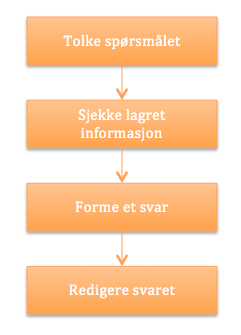 Tolke spørsmålet
Sjekke lagret
informasjon
Forme et svar
Redigere svaret